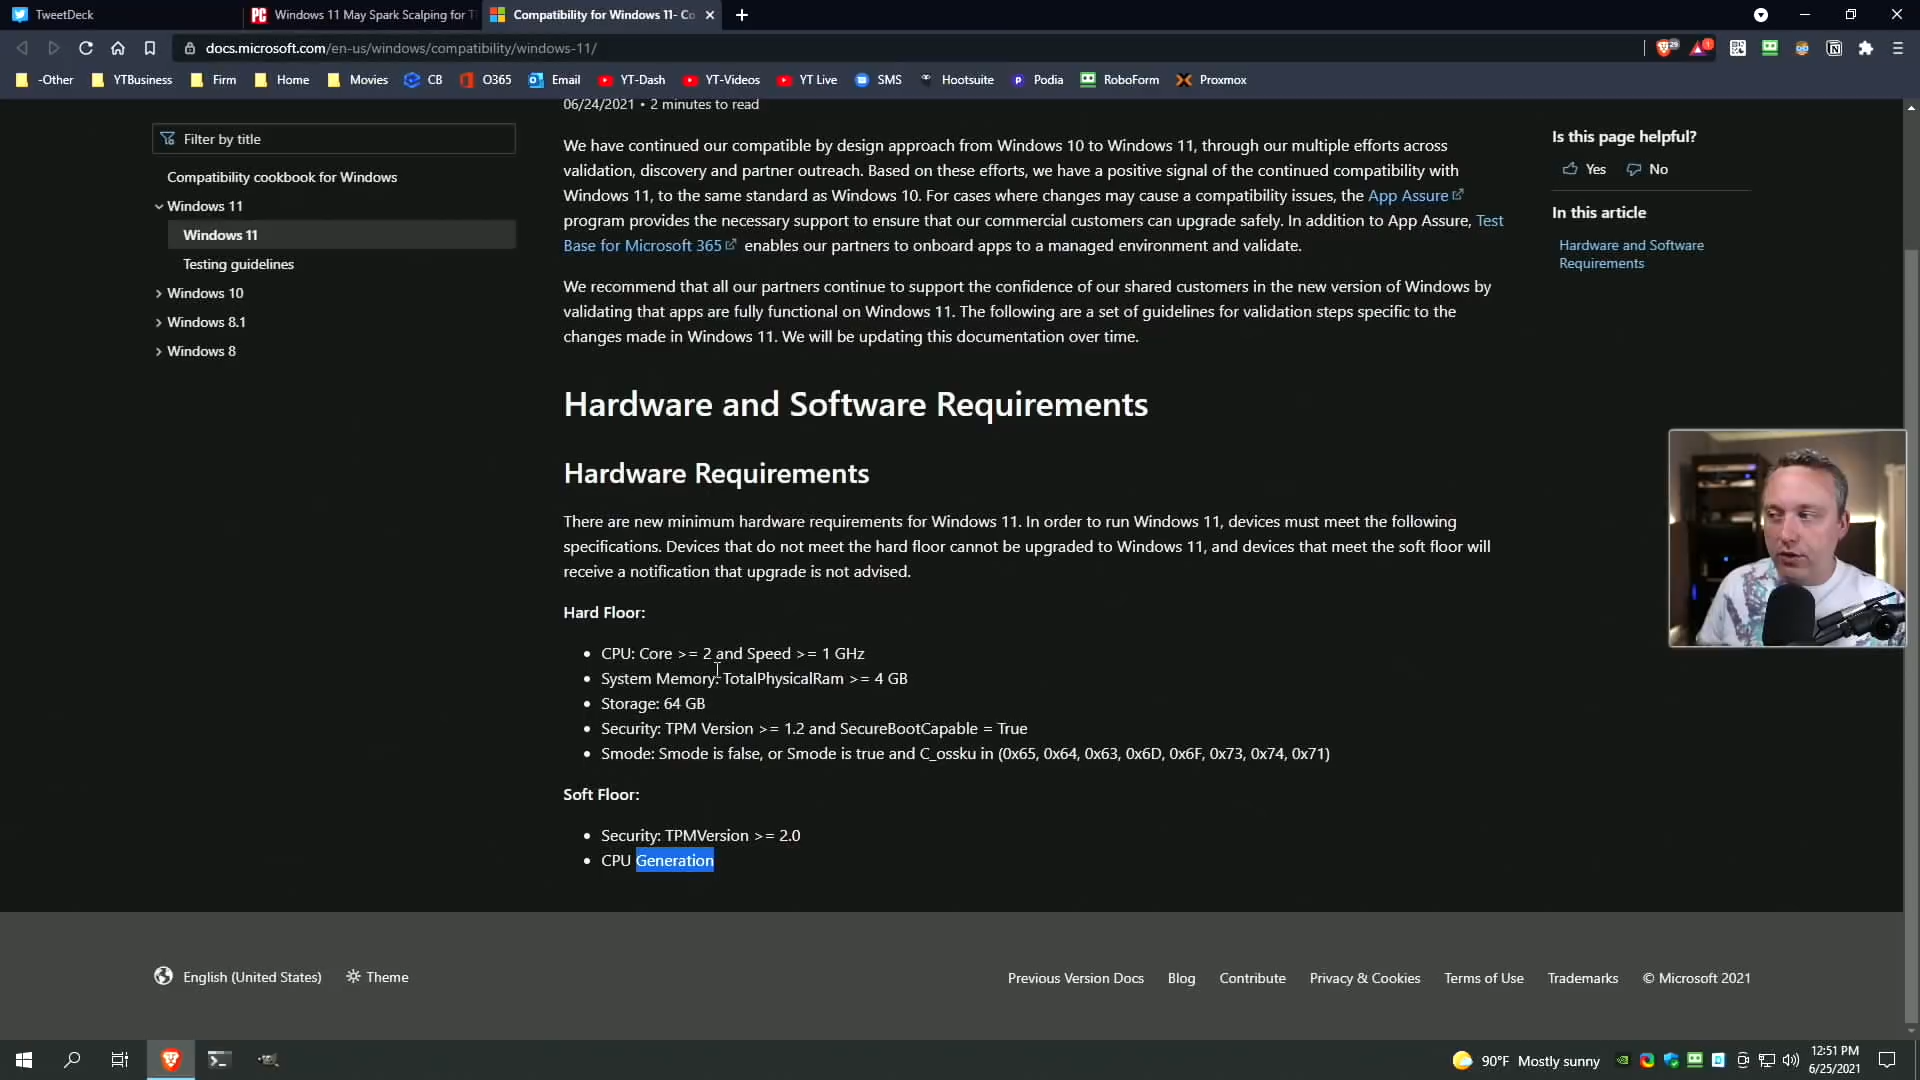 TweetDeck
Windows 11 May Spark Scalping for T
Compatibility for Windows 11- Co
docs.microsoft.com/en-us/windows/compatibility/windows-11/
-Other YTBusiness Firm Home Movies CB O365 Email YT-Dash YT-Videos YT Live SMS Hootsuite Podia RoboForm Proxmox
06/24/2021 • 2 minutes to read
Filter by title
Compatibility cookbook for Windows
Windows 11
Windows 11
Testing guidelines
Windows 10
Windows 8.1
Windows 8
We have continued our compatible by design approach from Windows 10 to Windows 11, through our multiple efforts across
validation, discovery and partner outreach. Based on these efforts, we have a positive signal of the continued compatibility with
Windows 11, to the same standard as Windows 10. For cases where changes may cause a compatibility issues, the App Assure
program provides the necessary support to ensure that our commercial customers can upgrade safely. In addition to App Assure, Test
Base for Microsoft 365 enables our partners to onboard apps to a managed environment and validate.
We recommend that all our partners continue to support the confidence of our shared customers in the new version of Windows by
validating that apps are fully functional on Windows 11. The following are a set of guidelines for validation steps specific to the
changes made in Windows 11. We will be updating this documentation over time.
Hardware and Software Requirements
Hardware Requirements
There are new minimum hardware requirements for Windows 11. In order to run Windows 11, devices must meet the following
specifications. Devices that do not meet the hard floor cannot be upgraded to Windows 11, and devices that meet the soft floor will
receive a notification that upgrade is not advised.
Hard Floor:
• CPU: Core >= 2 and Speed >= 1 GHz
• System Memory: TotalPhysicalRam >= 4 GB
• Storage: 64 GB
• Security: TPM Version >= 1.2 and SecureBootCapable = True
• Smode: Smode is false, or Smode is true and C_ossku in (0x65, 0x64, 0x63, 0x6D, 0x6F, 0x73, 0x74, 0x71)
Soft Floor:
• Security: TPMVersion >= 2.0
• CPU Generation
Is this page helpful?
Yes No
In this article
Hardware and Software
Requirements
English (United States) Theme
Previous Version Docs Blog Contribute Privacy & Cookies Terms of Use Trademarks © Microsoft 2021
90°F Mostly sunny
12:51 PM
6/25/2021